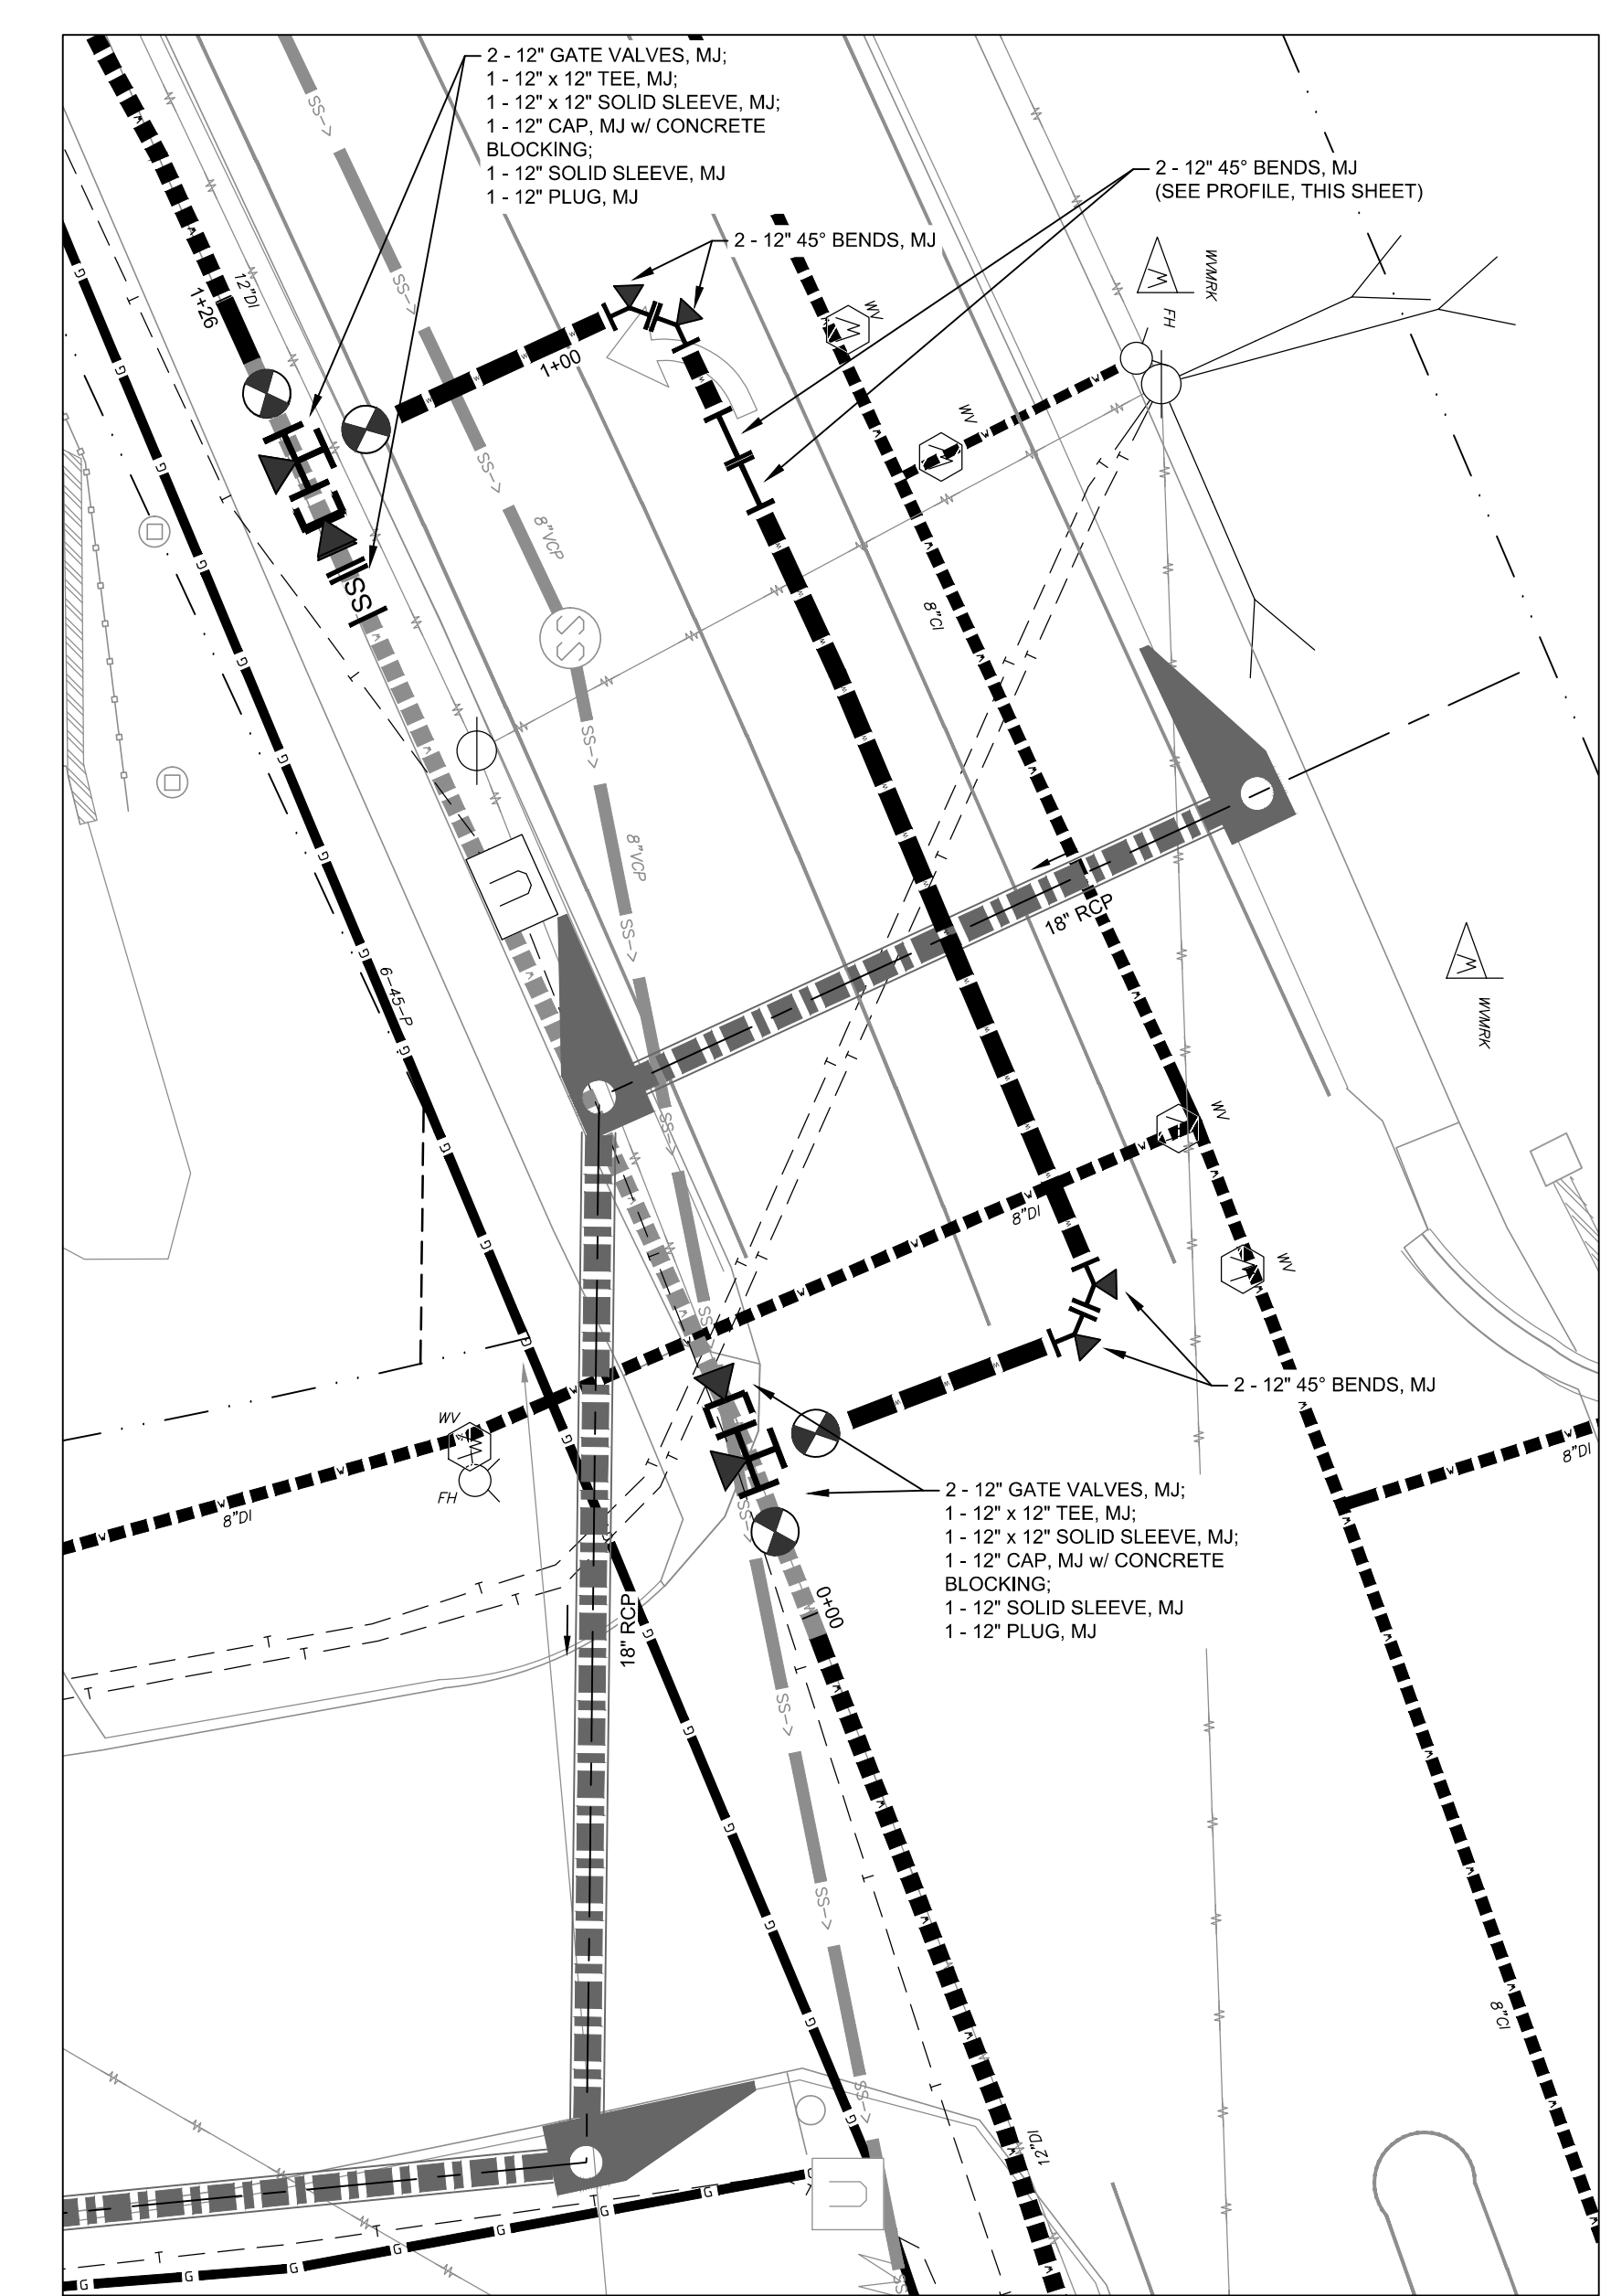 2 - 12" GATE VALVES, MJ;
1 - 12" x 12" TEE, MJ;
1 - 12" x 12" SOLID SLEEVE, MJ;
1 - 12" CAP, MJ w/ CONCRETE
BLOCKING;
1 - 12" SOLID SLEEVE, MJ
1 - 12" PLUG, MJ
2 - 12" 45° BENDS, MJ
(SEE PROFILE, THIS SHEET)
2 - 12" 45° BENDS, MJ
WVMRK
FH
12"DI
1+26
1+00
WV
WV
8"VCP
SS
8"CI
SS
8"VCP
U
18" RCP
6-45-P
WVMRK
WV
8"DI
WV
2 - 12" 45° BENDS, MJ
WV
FH
8"DI
8"DI
2 - 12" GATE VALVES, MJ;
1 - 12" x 12" TEE, MJ;
1 - 12" x 12" SOLID SLEEVE, MJ;
1 - 12" CAP, MJ w/ CONCRETE
BLOCKING;
1 - 12" SOLID SLEEVE, MJ
1 - 12" PLUG, MJ
0+00
18" RCP
8"CI
12"DI
U